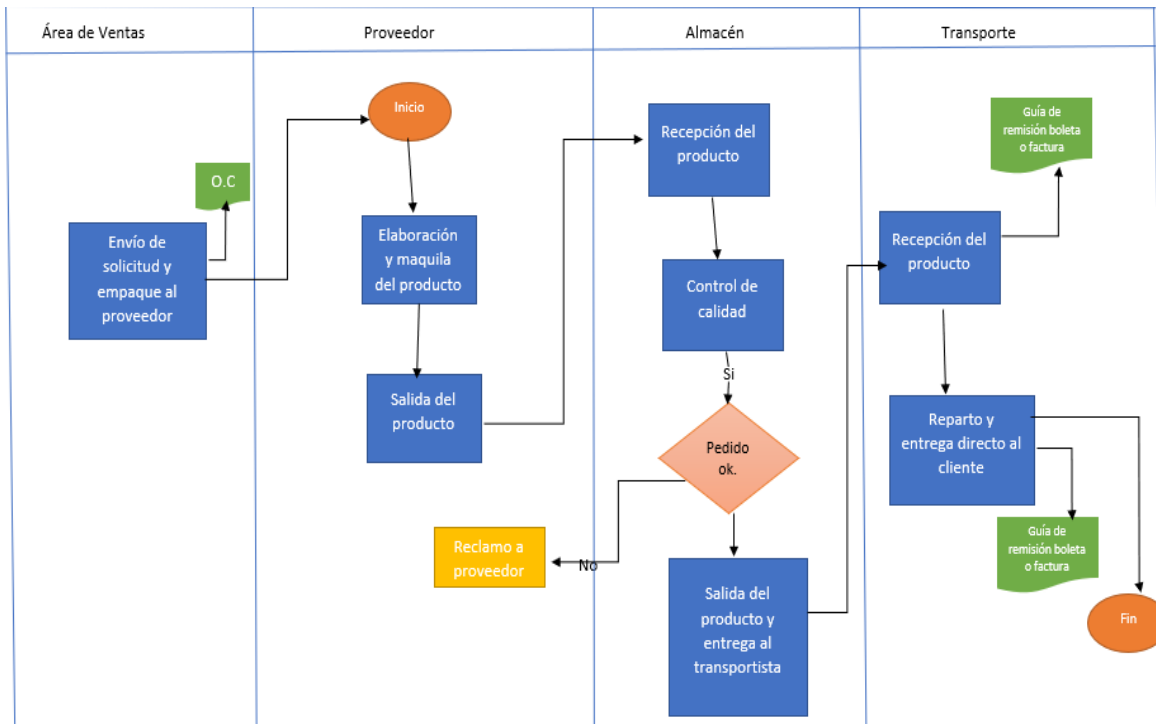 Área de Ventas
Proveedor
Almacén
Transporte
O.C
Envío de
solicitud y
empaque al
proveedor
Inicio
Elaboración
y maquila
del producto
Salida del
producto
Reclamo a
proveedor
Recepción del
producto
Control de
calidad
Si
Pedido
ok.
No
Salida del
producto y
entrega al
transportista
Guía de
remisión boleta
o factura
Recepción del
producto
Reparto y
entrega directo al
cliente
Guía de
remisión boleta
o factura
Fin